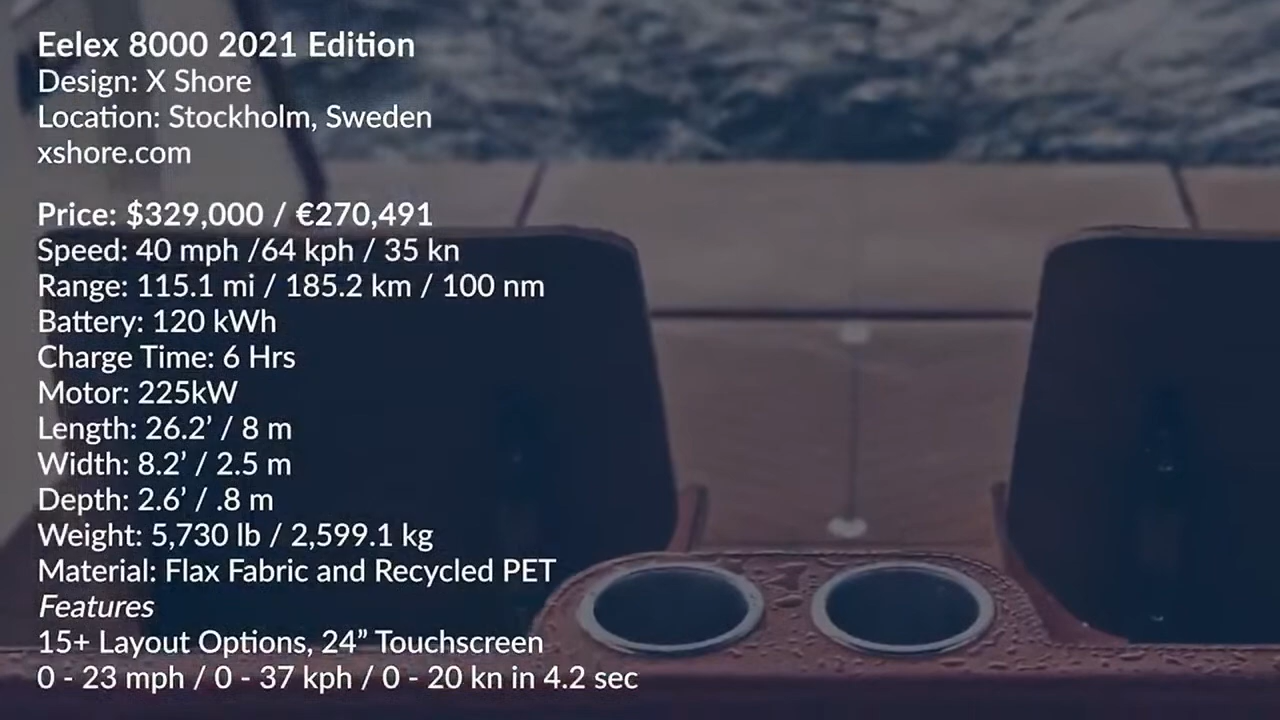 Eelex 8000 2021 Edition
Design: X Shore
Location: Stockholm, Sweden
xshore.com
Price: $329,000 / €270,491
Speed: 40 mph /64 kph / 35 kn
Range: 115.1 mi / 185.2 km / 100 nm
Battery: 120 kWh
Charge Time: 6 Hrs
Motor: 225kW
Length: 26.2’ / 8 m
Width: 8.2’ / 2.5 m
Depth: 2.6’ / .8 m
Weight: 5,730 lb / 2,599.1 kg
Material: Flax Fabric and Recycled PET
Features
15+ Layout Options, 24” Touchscreen
0 - 23 mph / 0 - 37 kph / 0 - 20 kn in 4.2 sec